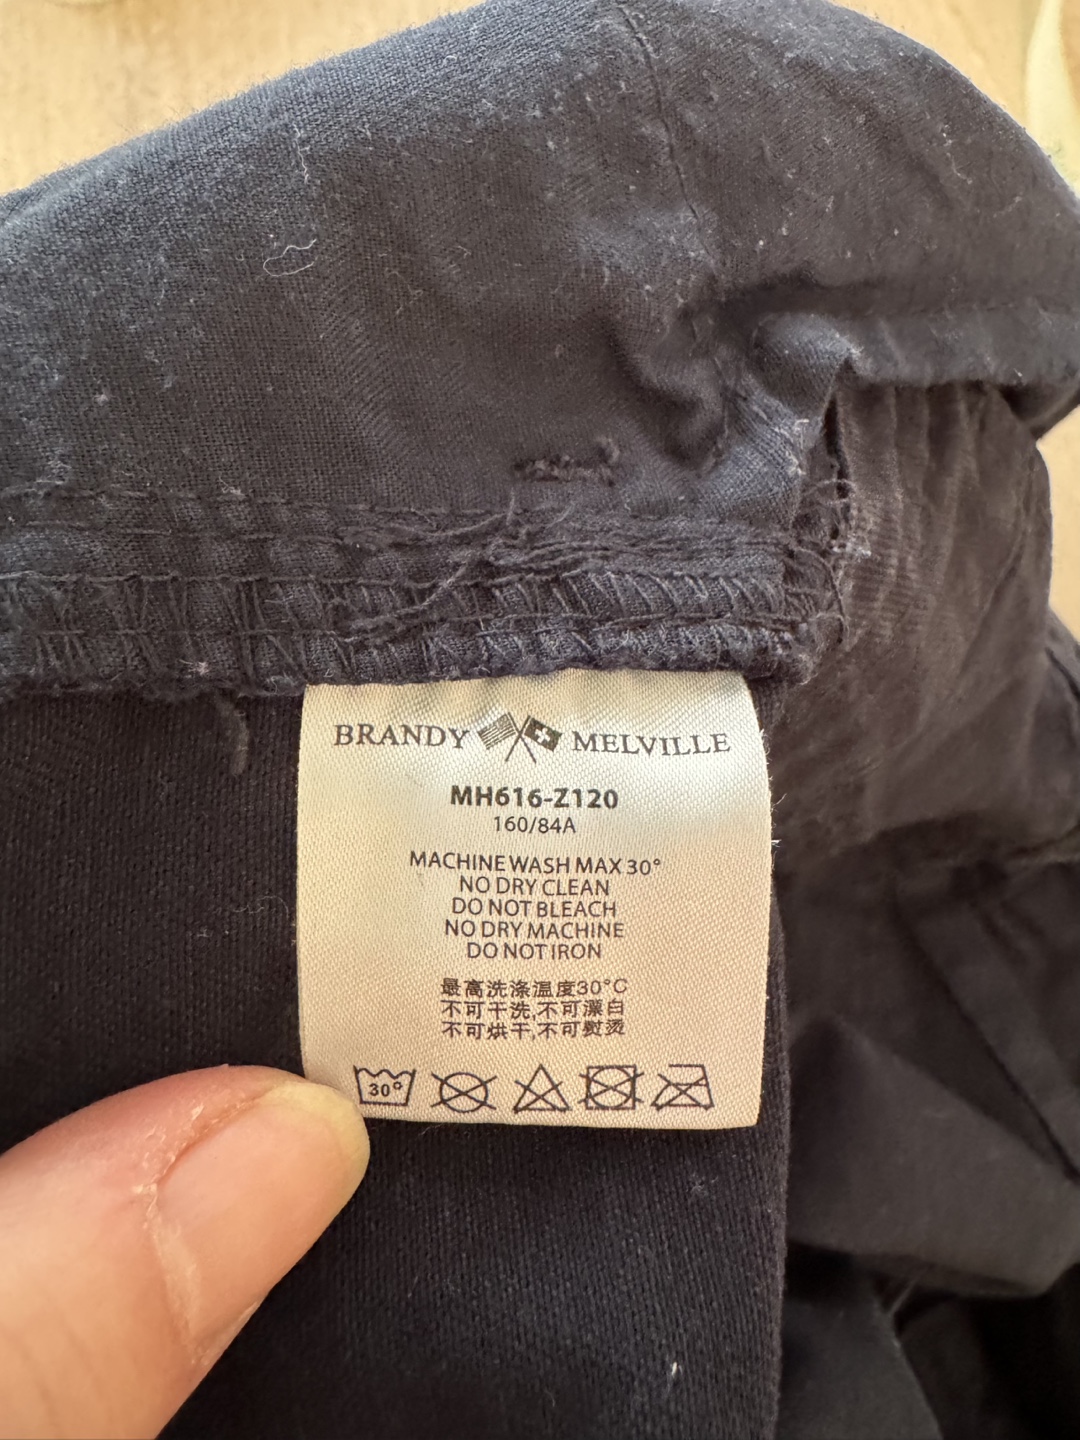 BRANDY MELVILLE
MH616-Z120
160/84A
MACHINE WASH MAX 30°
NO DRY CLEAN
DO NOT BLEACH
NO DRY MACHINE
DO NOT IRON
最高洗涤温度30°C
不可干洗,不可漂白
不可烘干,不可熨烫
30°